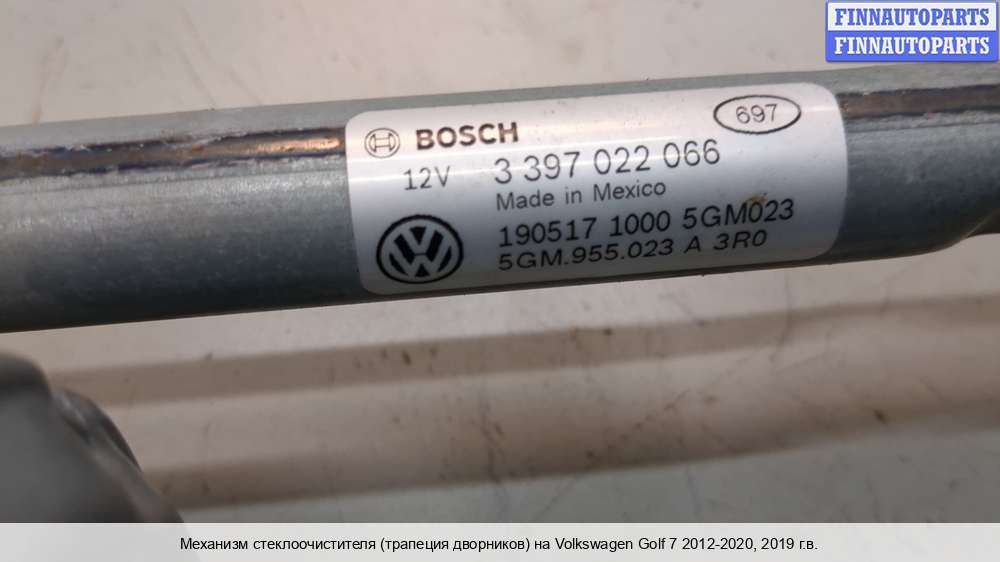 FINNAUTOPARTS
FINNAUTOPARTS
BOSCH
697
12V 3 397 022 066
Made in Mexico
190517 1000 5GM023
5GM.955.023 A 3R0
Механизм стеклоочистителя (трапеция дворников) на Volkswagen Golf 7 2012-2020, 2019 г.в.